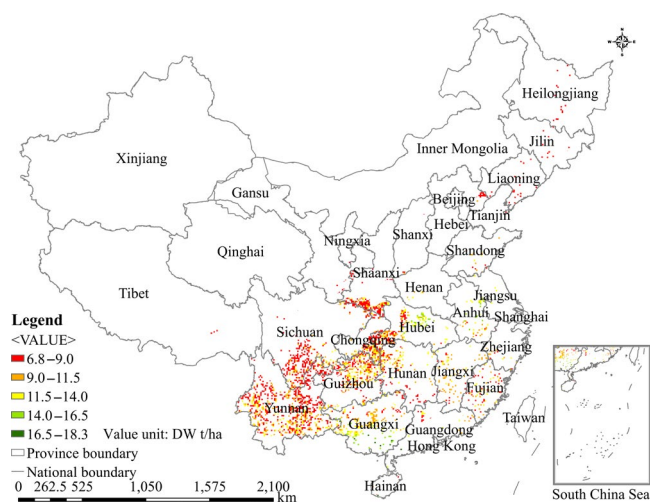 N
W
E
S
Heilongjiang
Jilin
Inner Mongolia
Liaoning
Xinjiang
Beijing
Gansu
Tianjin
Hebei
Shanxi
Ningxia
Shandong
Qinghai
Shaanxi
Henan
Jiangsu
Tibet
Anhui
Shanghai
Hubei
Sichuan
Chongqing
Zhejiang
Hunan
Jiangxi
Guizhou
Fujian
Yunnan
Taiwan
Guangxi
Guangdong
Hong Kong
Hainan
South China Sea
Legend
<VALUE>
6.8–9.0
9.0–11.5
11.5–14.0
14.0–16.5
16.5–18.3 Value unit: DW t/ha
Province boundary
National boundary
0 262.5 525 1,050 1,575 2,100
km